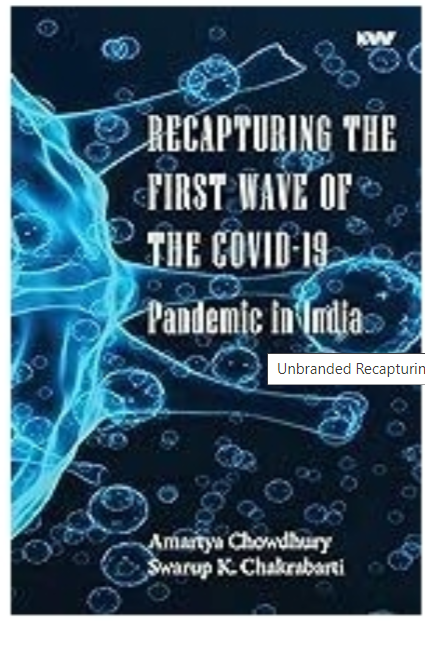 KW
RECAPTURING THE
FIRST WAVE OF
THE COVID-19
Pandemic in India
Unbranded Recapturin
Amartya Chowdhury
Swarup K. Chakrabarti